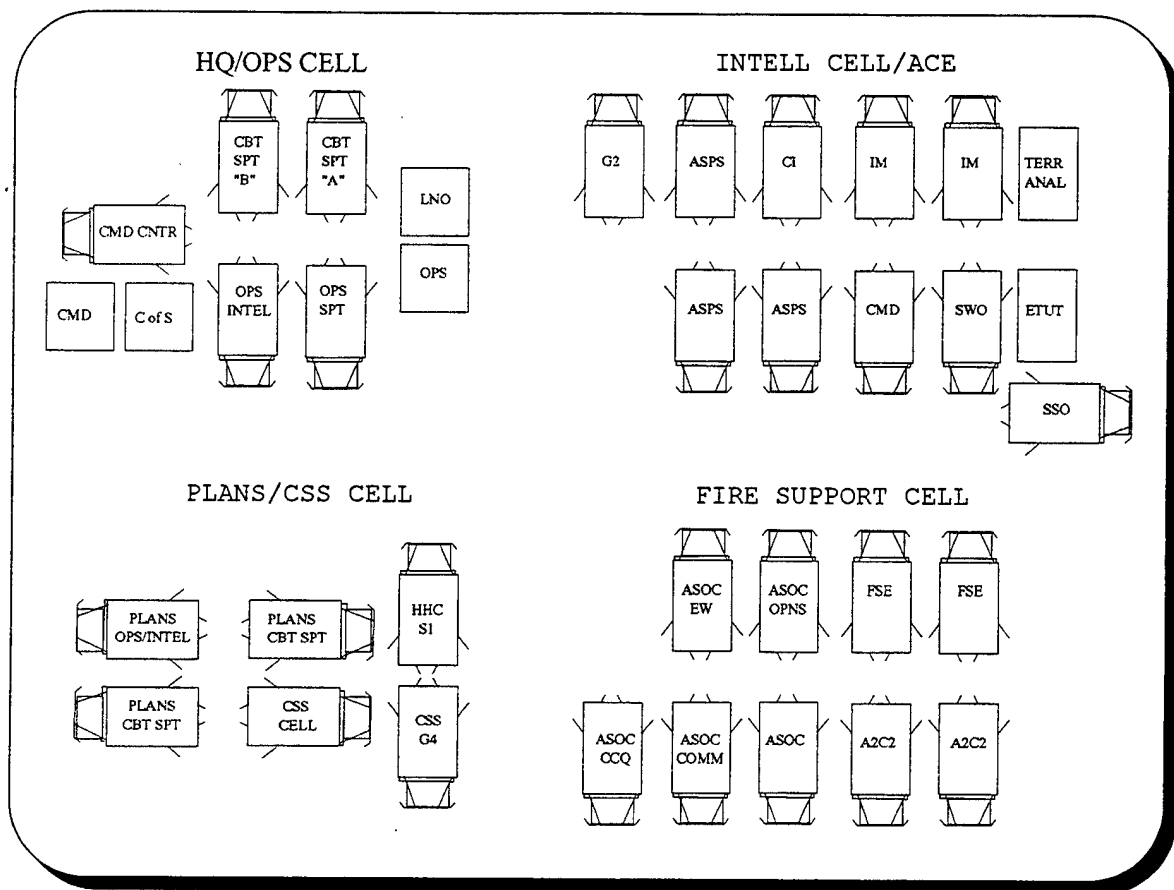 HQ/OPS CELL
CBT
SPT
"B"
CBT
SPT
"A"
LNO
CMD CNTR
OPS
CMD
C of S
OPS
INTEL
OPS
SPT
INTELL CELL/ACE
G2
ASPS
CI
IM
IM
TERR
ANAL
ASPS
ASPS
CMD
SWO
ETUT
SSO
PLANS/CSS CELL
PLANS
OPS/INTEL
PLANS
CBT SPT
HHC
S1
PLANS
CBT SPT
CSS
CELL
CSS
G4
FIRE SUPPORT CELL
ASOC
EW
ASOC
OPNS
FSE
FSE
ASOC
CCQ
ASOC
COMM
ASOC
A2C2
A2C2